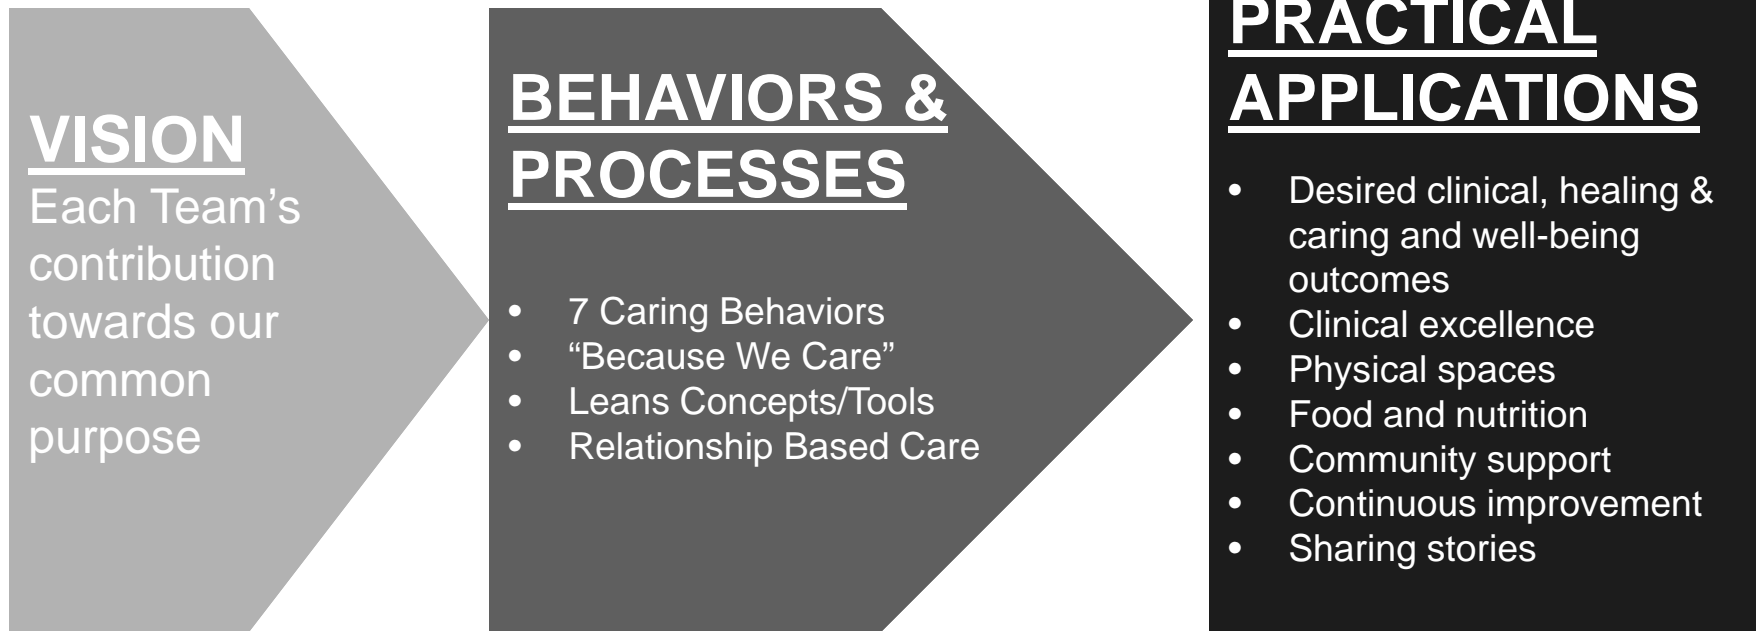 VISION
Each Team’s
contribution
towards our
common
purpose
BEHAVIORS &
PROCESSES
• 7 Caring Behaviors
• “Because We Care”
• Leans Concepts/Tools
• Relationship Based Care
PRACTICAL
APPLICATIONS
• Desired clinical, healing &
caring and well-being
outcomes
• Clinical excellence
• Physical spaces
• Food and nutrition
• Community support
• Continuous improvement
• Sharing stories